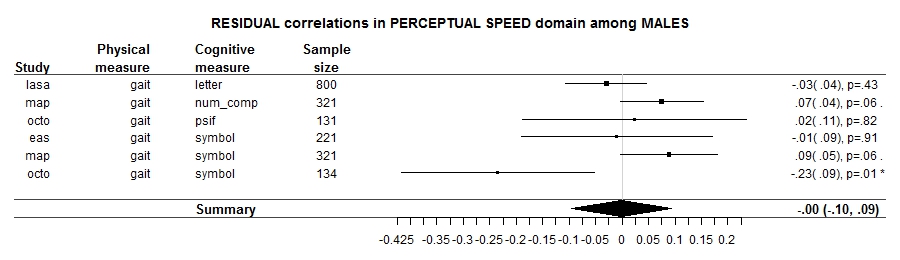 RESIDUAL correlations in PERCEPTUAL SPEED domain among MALES
Physical Cognitive Sample
Study measure measure size
lasa gait letter 800 -.03( .04), p=.43
map gait num_comp 321 .07( .04), p=.06 .
octo gait psif 131 .02( .11), p=.82
eas gait symbol 221 -.01( .09), p=.91
map gait symbol 321 .09( .05), p=.06 .
octo gait symbol 134 -.23( .09), p=.01 *
Summary -.00 (-.10, .09)
-0.425 -0.35 -0.3 -0.25 -0.2 -0.15 -0.1 -0.05 0 0.05 0.1 0.15 0.2